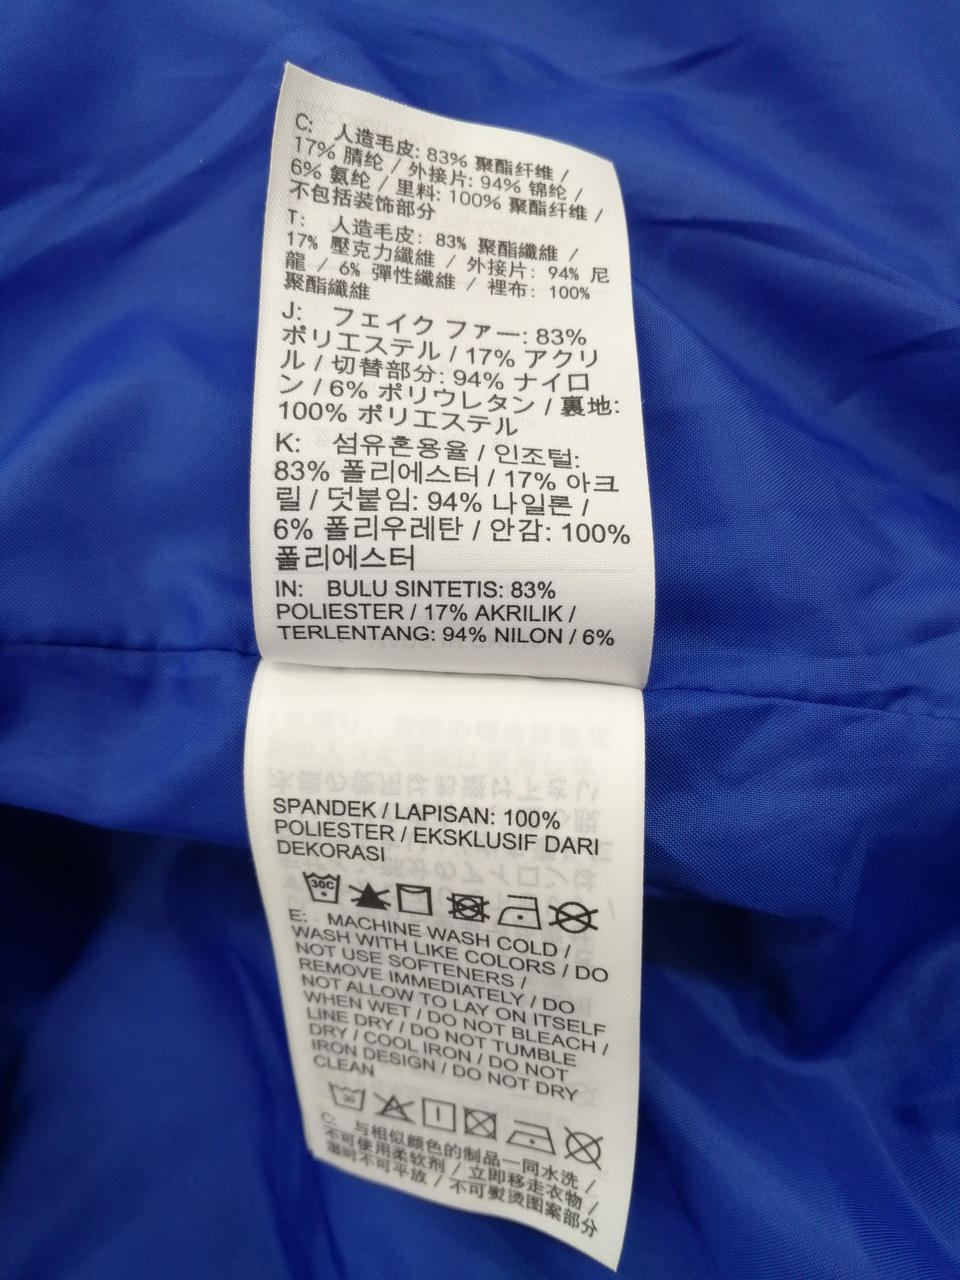 C: 人造毛皮: 83% 聚酯纤维 /
17% 腈纶 / 外接片: 94% 锦纶 /
6% 氨纶 / 里料: 100% 聚酯纤维 /
不包括装饰部分
T: 人造毛皮: 83% 聚酯纖維 /
17% 壓克力纖維 / 外接片: 94% 尼
龍 / 6% 彈性纖維 / 裡布: 100%
聚酯纖維
J: フェイク ファー: 83%
ポリエステル / 17% アクリ
ル / 切替部分: 94% ナイロ
ン / 6% ポリウレタン / 裏地:
100% ポリエステル
K: 섬유혼용율 / 인조털:
83% 폴리에스터 / 17% 아크
릴 / 덧붙임: 94% 나일론 /
6% 폴리우레탄 / 안감: 100%
폴리에스터
IN: BULU SINTETIS: 83%
POLIESTER / 17% AKRILIK /
TERLENTANG: 94% NILON / 6%
SPANDEK / LAPISAN: 100%
POLIESTER / EKSKLUSIF DARI
DEKORASI
30C
E: MACHINE WASH COLD /
WASH WITH LIKE COLORS / DO
NOT USE SOFTENERS /
REMOVE IMMEDIATELY / DO
NOT ALLOW TO LAY ON ITSELF
WHEN WET / DO NOT BLEACH /
LINE DRY / DO NOT TUMBLE
DRY / COOL IRON / DO NOT
IRON DESIGN / DO NOT DRY
CLEAN
30
C: 与相似颜色的制品一同水洗 /
不可使用柔软剂 / 立即移走衣物 /
湿时不可平放 / 不可熨烫图案部分